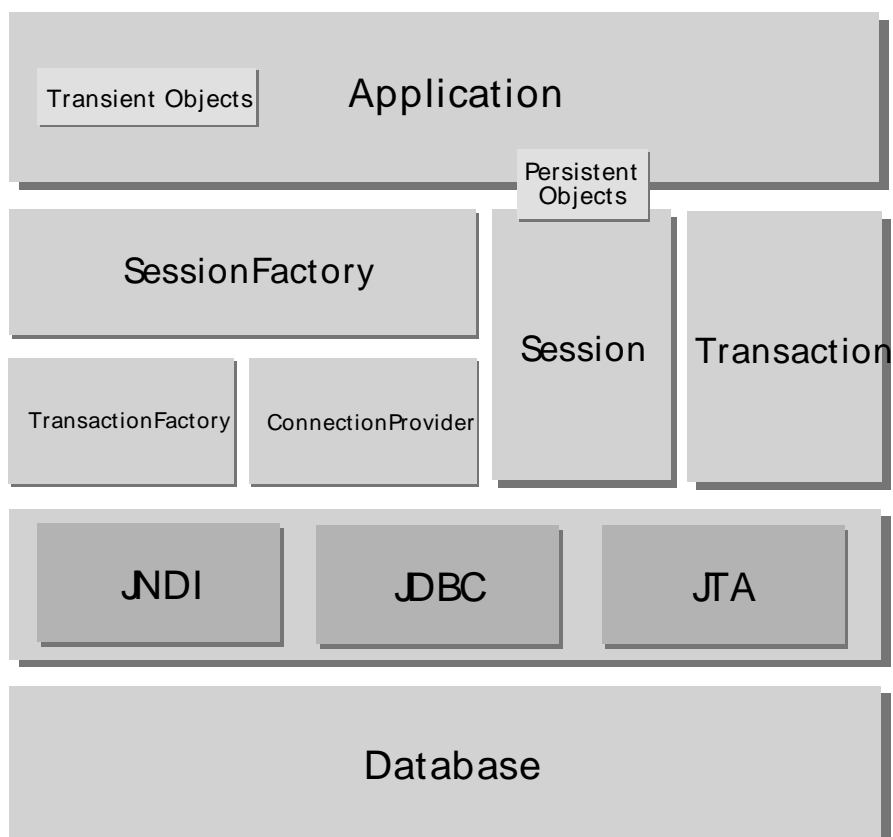 Transient Objects
Application
Persistent
Objects
SessionFactory
Session
Transaction
TransactionFactory
ConnectionProvider
JNDI
JDBC
JTA
Database